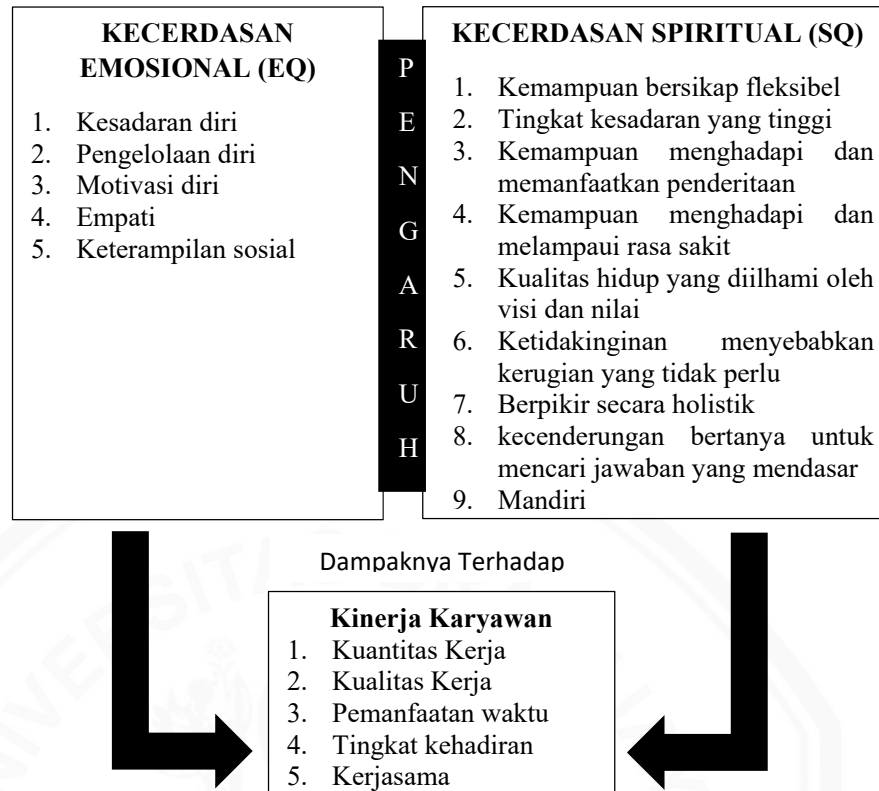 KECERDASAN
EMOSIONAL (EQ)
1. Kesadaran diri
2. Pengelolaan diri
3. Motivasi diri
4. Empati
5. Keterampilan sosial
P
E
N
G
A
R
U
H
KECERDASAN SPIRITUAL (SQ)
1. Kemampuan bersikap fleksibel
2. Tingkat kesadaran yang tinggi
3. Kemampuan menghadapi dan
memanfaatkan penderitaan
4. Kemampuan menghadapi dan
melampaui rasa sakit
5. Kualitas hidup yang diilhami oleh
visi dan nilai
6. Ketidakinginan menyebabkan
kerugian yang tidak perlu
7. Berpikir secara holistik
8. kecenderungan bertanya untuk
mencari jawaban yang mendasar
9. Mandiri
Dampaknya Terhadap
Kinerja Karyawan
1. Kuantitas Kerja
2. Kualitas Kerja
3. Pemanfaatan waktu
4. Tingkat kehadiran
5. Kerjasama